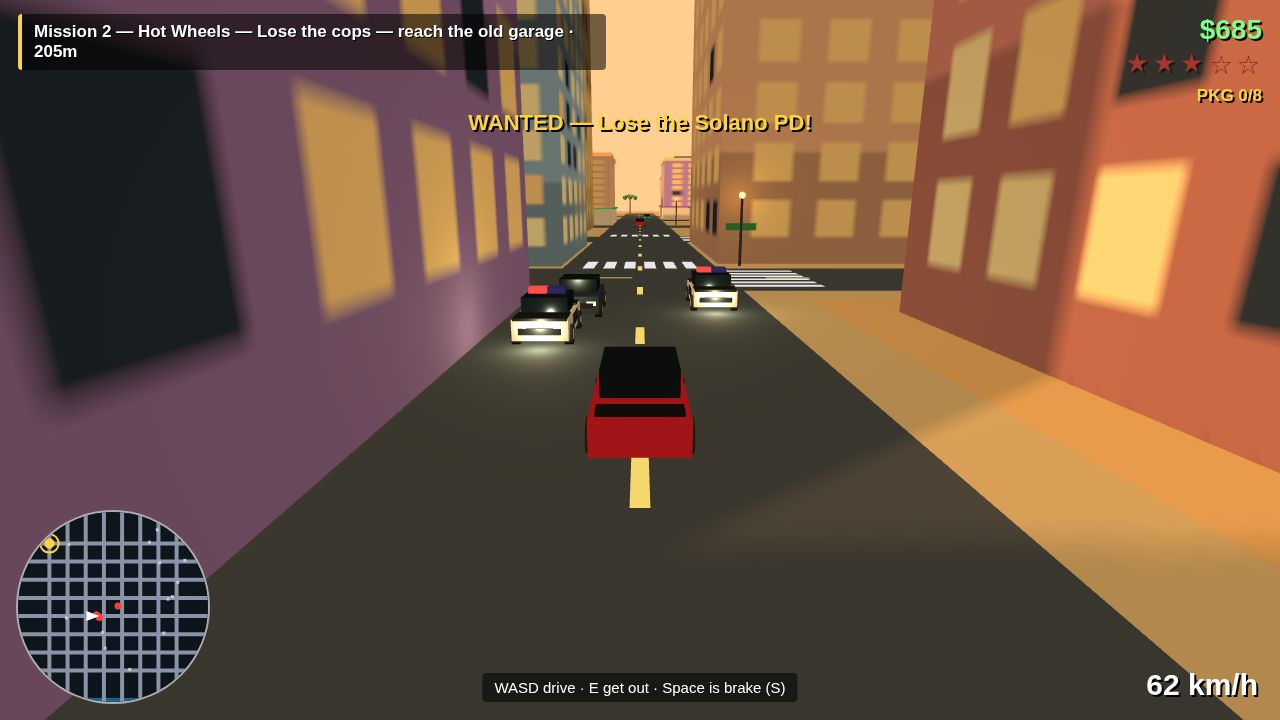 Mission 2 — Hot Wheels — Lose the cops — reach the old garage ·
205m
$685
★★★☆☆
PKG 0/8
WANTED — Lose the Solano PD!
WASD drive · E get out · Space is brake (S)
62 km/h